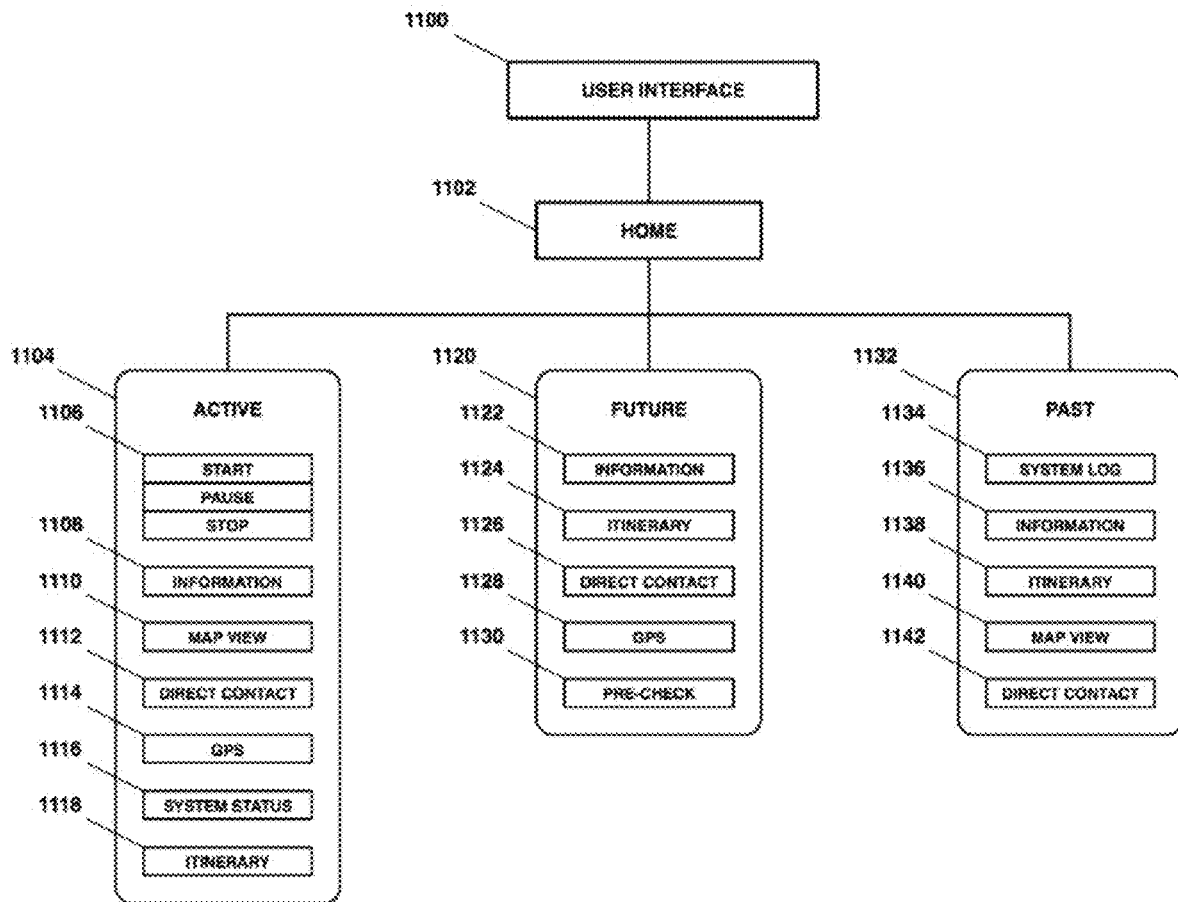 1100
USER INTERFACE
1102
HOME
1104
ACTIVE
1106
START
PAUSE
STOP
1108
INFORMATION
1110
MAP VIEW
1112
DIRECT CONTACT
1114
GPS
1116
SYSTEM STATUS
1118
ITINERARY
1120
FUTURE
1122
INFORMATION
1124
ITINERARY
1126
DIRECT CONTACT
1128
GPS
1130
PRE-CHECK
1132
PAST
1134
SYSTEM LOG
1136
INFORMATION
1138
ITINERARY
1140
MAP VIEW
1142
DIRECT CONTACT